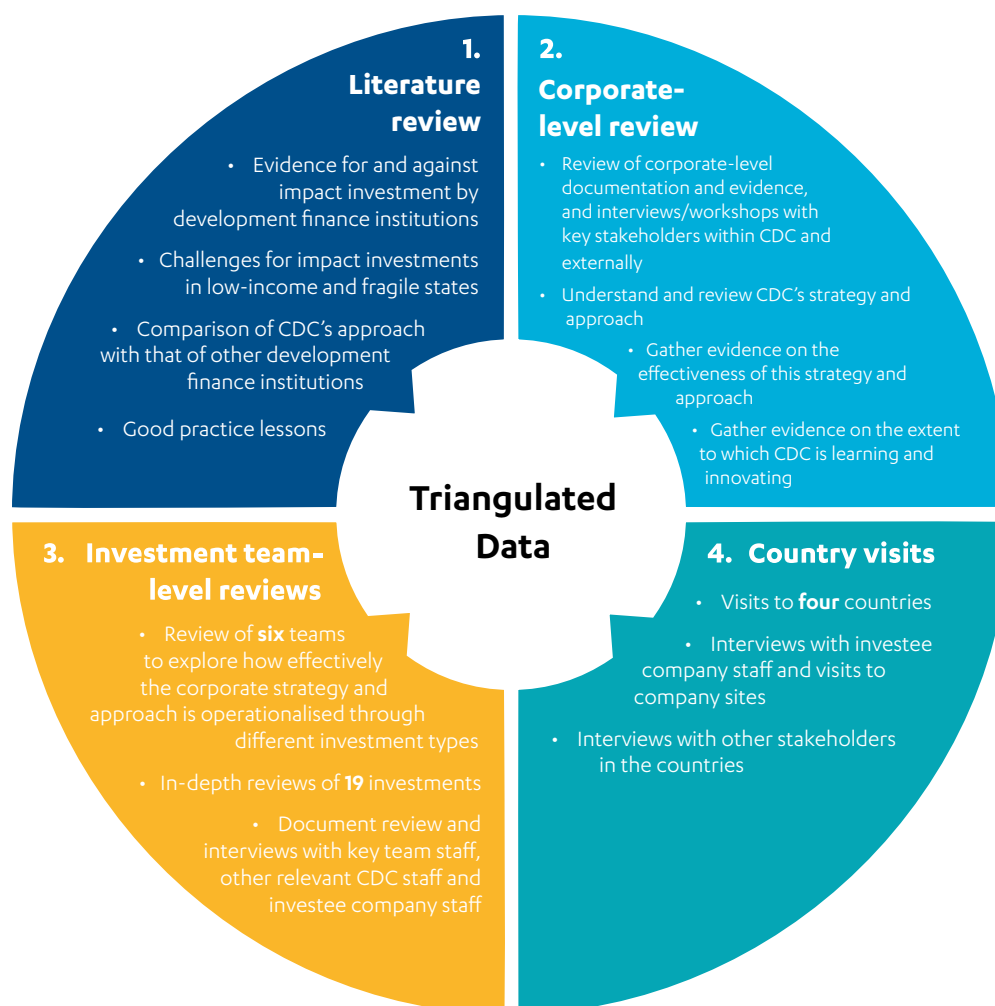 1.
Literature
review
• Evidence for and against
impact investment by
development finance institutions
• Challenges for impact investments
in low-income and fragile states
• Comparison of CDC’s approach
with that of other development
finance institutions
• Good practice lessons
2.
Corporate-
level review
• Review of corporate-level
documentation and evidence,
and interviews/workshops with
key stakeholders within CDC and
externally
• Understand and review CDC’s strategy and
approach
• Gather evidence on the
effectiveness of this strategy and
approach
• Gather evidence on the extent
to which CDC is learning and
innovating
Triangulated
Data
3. Investment team-
level reviews
• Review of six teams
to explore how effectively
the corporate strategy and
approach is operationalised through
different investment types
• In-depth reviews of 19 investments
• Document review and
interviews with key team staff,
other relevant CDC staff and
investee company staff
4. Country visits
• Visits to four countries
• Interviews with investee
company staff and visits to
company sites
• Interviews with other stakeholders
in the countries